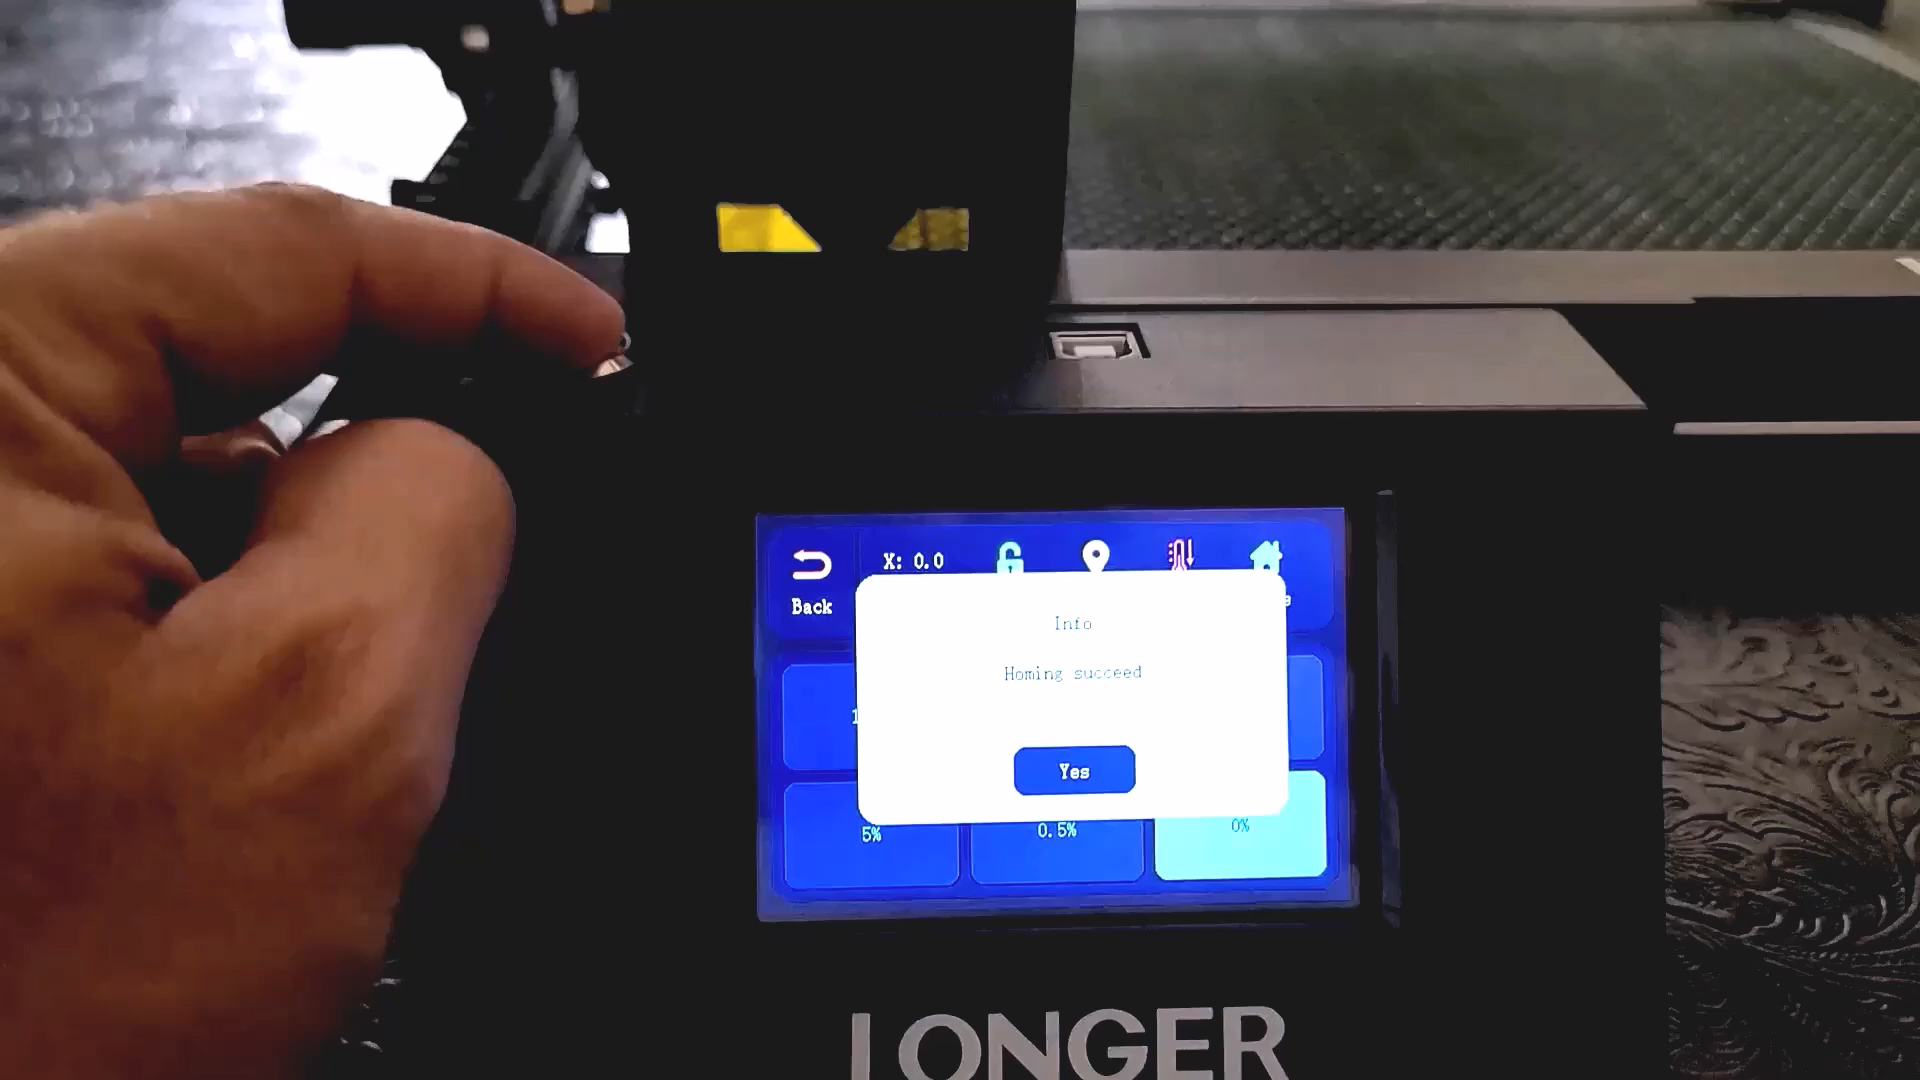 X: 0.0
Back
Info
Homing succeed
Yes
5%
0.5%
0%
LONGER